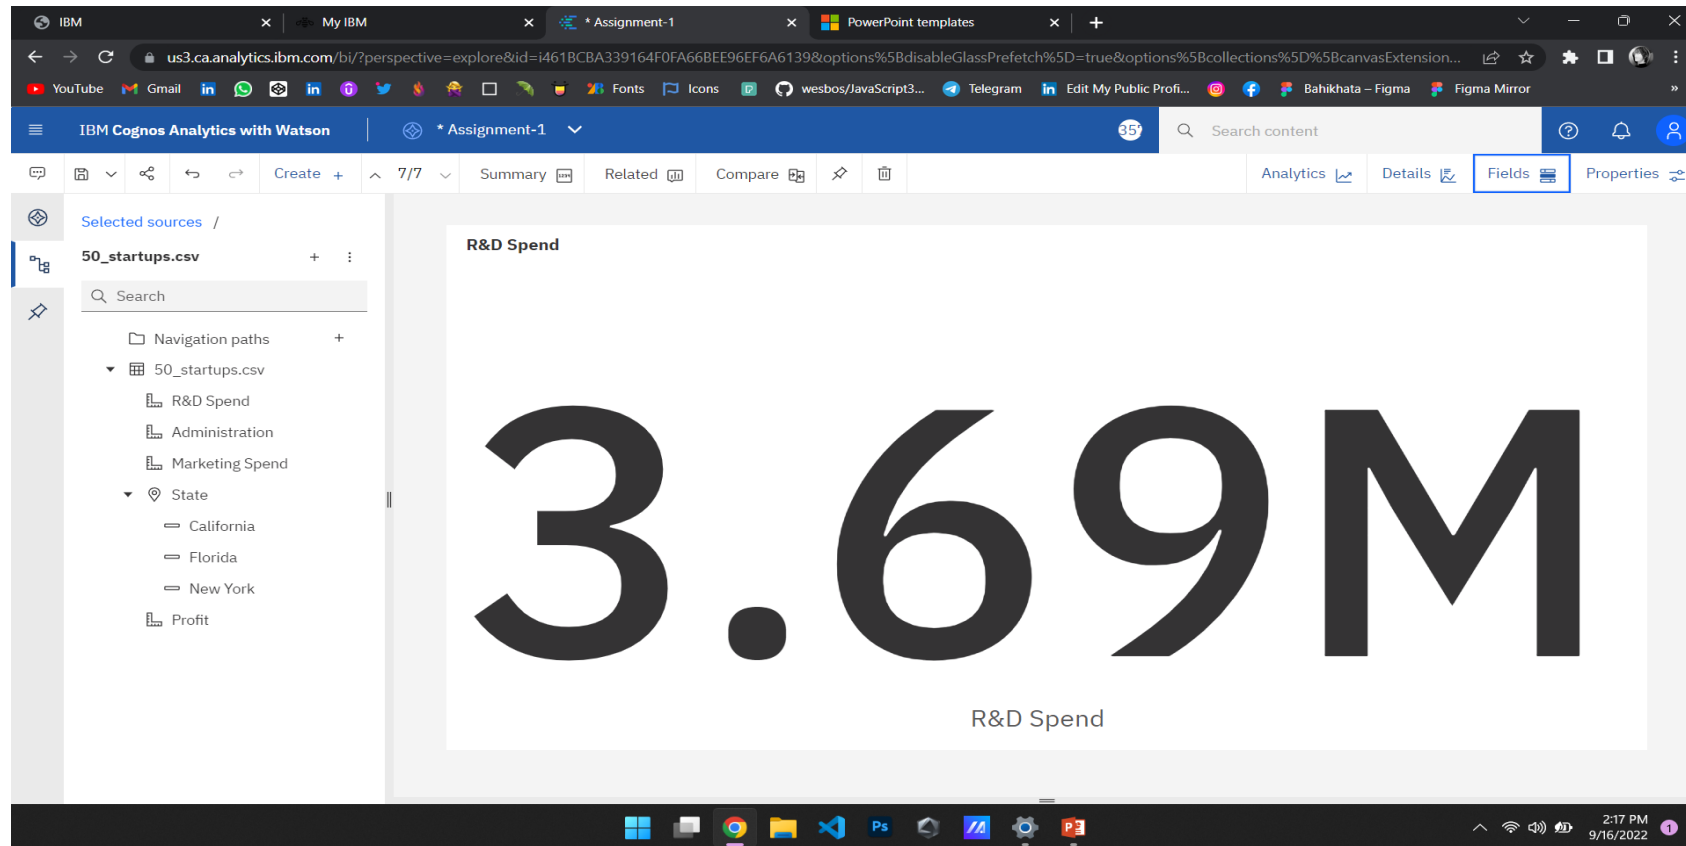 IBM
My IBM
* Assignment-1
PowerPoint templates
us3.ca.analytics.ibm.com/bi/?perspective=explore&id=i461BCBA339164F0FA66BEE96EF6A6139&options%5BdisableGlassPrefetch%5D=true&options%5Bcollections%5D%5BcanvasExtension...
YouTube
Gmail
Fonts
Icons
wesbos/JavaScript3...
Telegram
Edit My Public Profi...
Bahikhata – Figma
Figma Mirror
»
IBM Cognos Analytics with Watson
* Assignment-1
35
Search content
Create +
7/7
Summary
Related
Compare
Analytics
Details
Fields
Properties
Selected sources /
50_startups.csv
Search
Navigation paths
50_startups.csv
R&D Spend
Administration
Marketing Spend
State
California
Florida
New York
Profit
R&D Spend
3.69M
R&D Spend
Ps
2:17 PM
9/16/2022
1